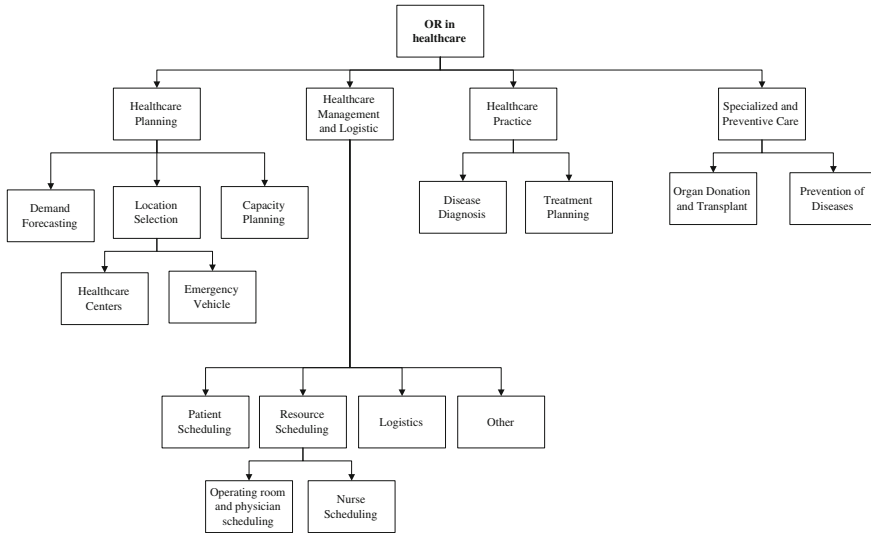 OR in
healthcare
Healthcare
Planning
Healthcare
Management
and Logistic
Healthcare
Practice
Specialized and
Preventive Care
Demand
Forecasting
Location
Selection
Capacity
Planning
Disease
Diagnosis
Treatment
Planning
Organ Donation
and Transplant
Prevention of
Diseases
Healthcare
Centers
Emergency
Vehicle
Patient
Scheduling
Resource
Scheduling
Logistics
Other
Operating room
and physician
scheduling
Nurse
Scheduling